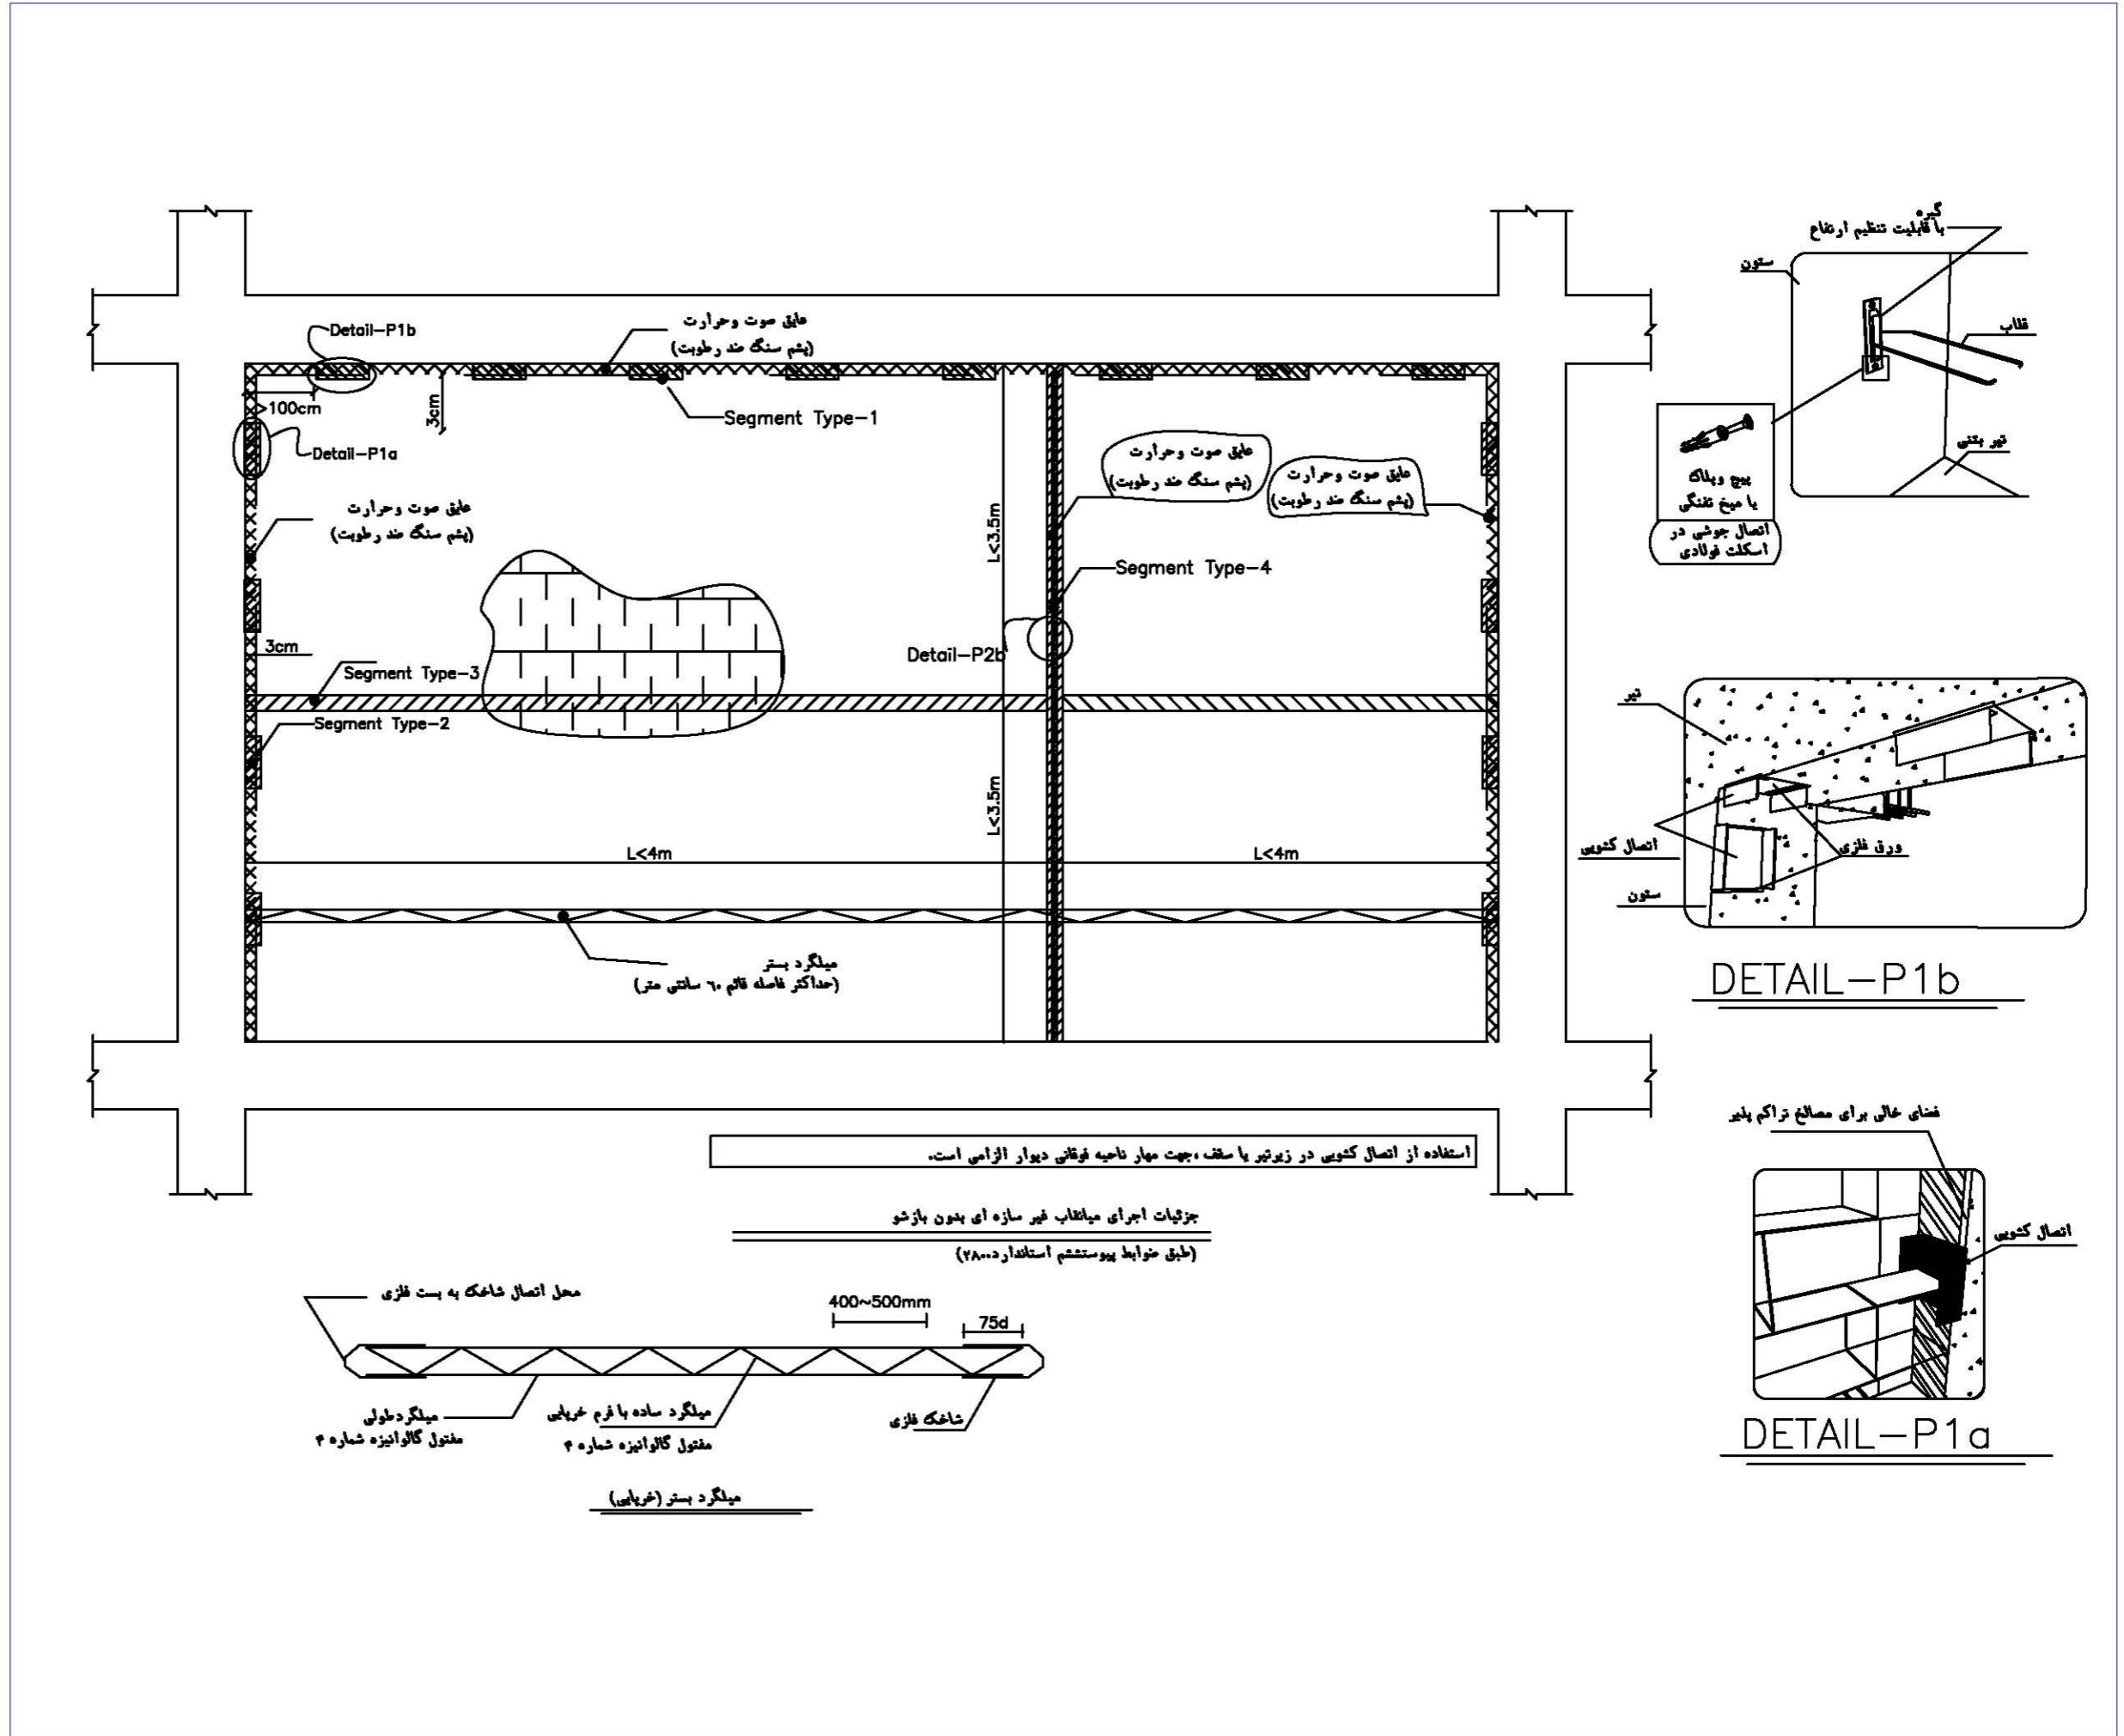 گیره
با قابلیت تنظیم ارتفاع
ستون
قلاب
تیر بتنی
پیچ وپلاک
یا میخ تفنگی
اتصال جوشی در
اسکلت فولادی
Detail-P1b
عایق صوت وحرارت
(پشم سنگ ضد رطوبت)
>100cm
3cm
Segment Type-1
Detail-P1a
عایق صوت وحرارت
(پشم سنگ ضد رطوبت)
عایق صوت وحرارت
(پشم سنگ ضد رطوبت)
عایق صوت وحرارت
(پشم سنگ ضد رطوبت)
L<3.5m
Segment Type-4
Detail-P2b
3cm
Segment Type-3
Segment Type-2
L<3.5m
L<4m
L<4m
میلگرد بستر
(حداکثر فاصله قائم ٦٠ سانتی متر)
تیر
اتصال کشویی
ورق فلزی
ستون
DETAIL-P1b
استفاده از اتصال کشویی در زیرتیر یا سقف ،جهت مهار ناحیه فوقانی دیوار الزامی است.
فضای خالی برای مصالخ تراکم پذیر
اتصال کشویی
DETAIL-P1a
جزئیات اجرای میانقاب غیر سازه ای بدون بازشو
(طبق ضوابط پیوستششم استاندارد۲۸۰۰)
محل اتصال شاخک به بست فلزی
400~500mm
75d
میلگردطولی
مفتول گالوانیزه شماره ۴
میلگرد ساده با فرم خرپایی
مفتول گالوانیزه شماره ۴
شاخک فلزی
میلگرد بستر (خرپایی)